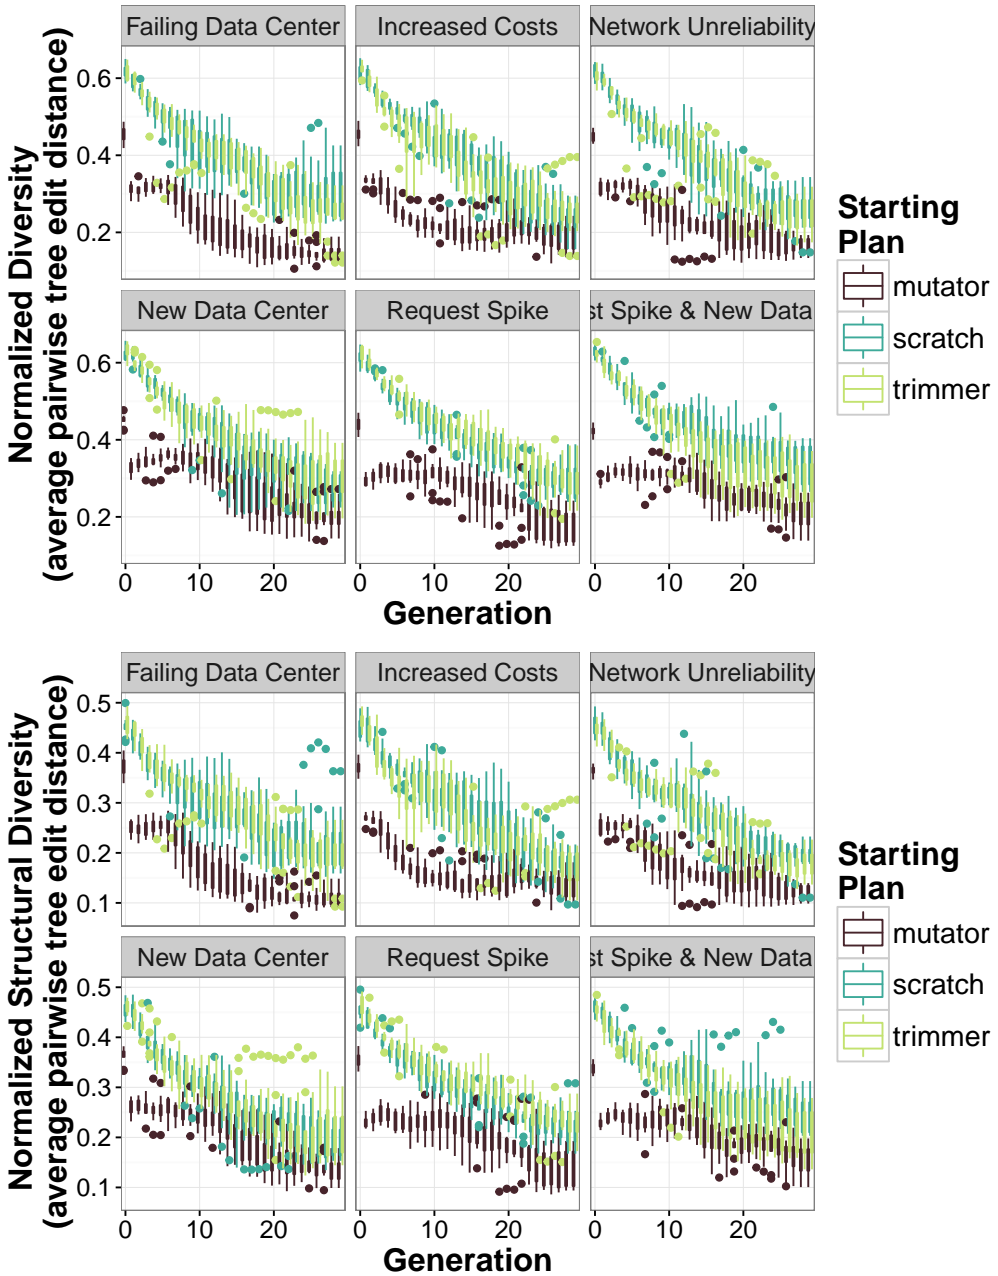 Failing Data Center
Increased Costs
Network Unreliability
Normalized Diversity
(average pairwise tree edit distance)
0.6
0.4
0.2
New Data Center
Request Spike
st Spike & New Data
0.6
0.4
0.2
0
10
20
0
10
20
0
10
20
Generation
Starting
Plan
mutator
scratch
trimmer
Failing Data Center
Increased Costs
Network Unreliability
Normalized Structural Diversity
(average pairwise tree edit distance)
0.5
0.4
0.3
0.2
0.1
New Data Center
Request Spike
st Spike & New Data
0.5
0.4
0.3
0.2
0.1
0
10
20
0
10
20
0
10
20
Generation
Starting
Plan
mutator
scratch
trimmer